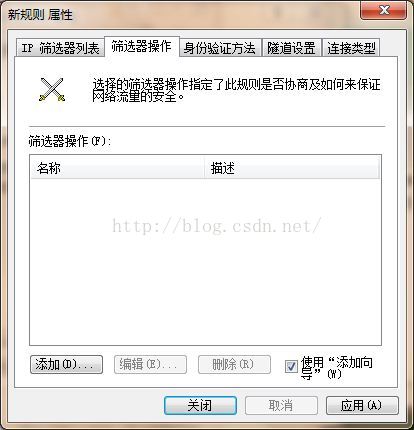 新规则 属性
IP 筛选器列表 筛选器操作 身份验证方法 隧道设置 连接类型
选择的筛选器操作指定了此规则是否协商及如何来保证
网络流量的安全。
筛选器操作(F):
名称 描述
http://blog.csdn.net/
添加(D)... 编辑(E)... 删除(R) 使用“添加向
导”(W)
关闭 取消 应用(A)